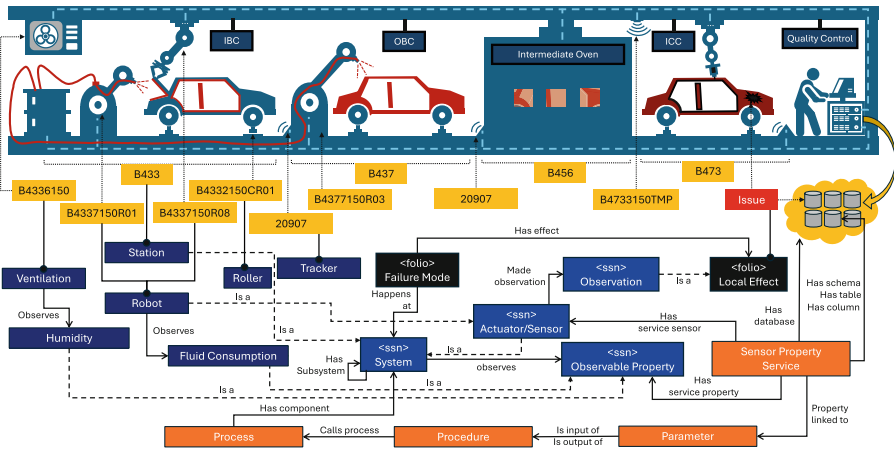 IBC
OBC
Intermediate Oven
ICC
Quality Control
B433
B437
B456
B473
B4336150
B4337150R01
B4337150R08
B4332150CR01
20907
B4377150R03
20907
B4733150TMP
Issue
Station
Ventilation
Robot
Roller
Tracker
<folio>
Failure Mode
Has effect
Made
observation
<ssn>
Observation
Is a
<folio>
Local Effect
Has schema
Has table
Has column
Observes
Humidity
Is a
Observes
Fluid Consumption
Is a
Happens
at
<ssn>
Actuator/Sensor
Has
service sensor
Has
database
Is a
<ssn>
System
Has
Subsystem
observes
<ssn>
Observable Property
Sensor Property
Service
Has
service property
Is a
Is a
Has component
Property
linked to
Process
Calls process
Procedure
Is input of
Is output of
Parameter